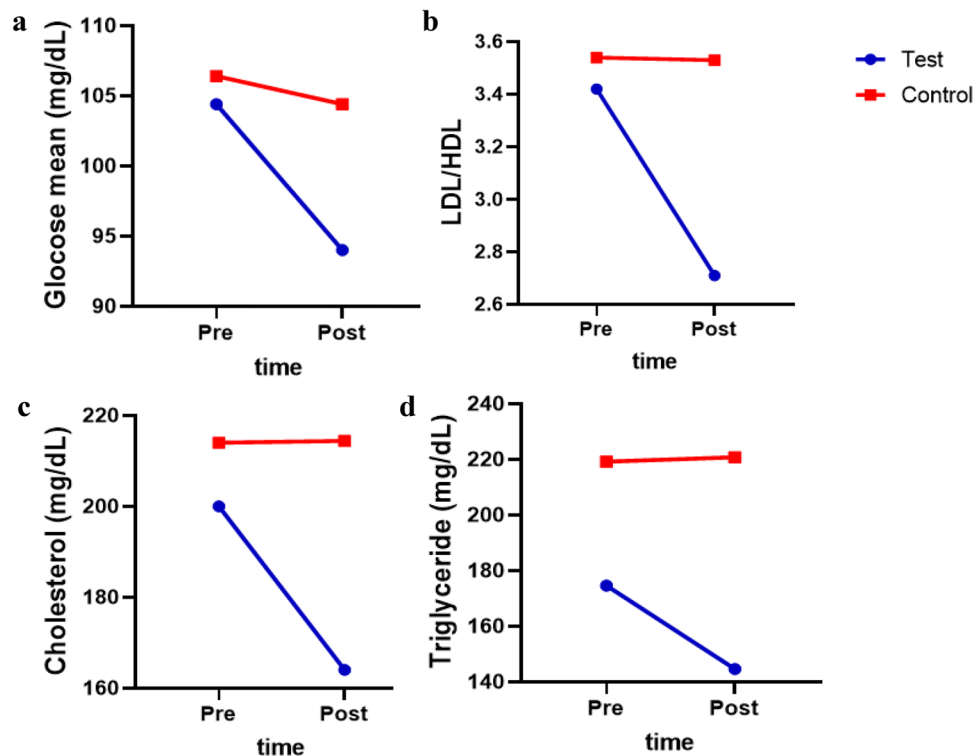 a
Glocose mean (mg/dL)
110
105
100
95
90
Pre Post
time
b
LDL/HDL
3.6
3.4
3.2
3.0
2.8
2.6
Pre Post
time
Test
Control
c
Cholesterol (mg/dL)
220
200
180
160
Pre Post
time
d
Triglyceride (mg/dL)
240
220
200
180
160
140
Pre Post
time